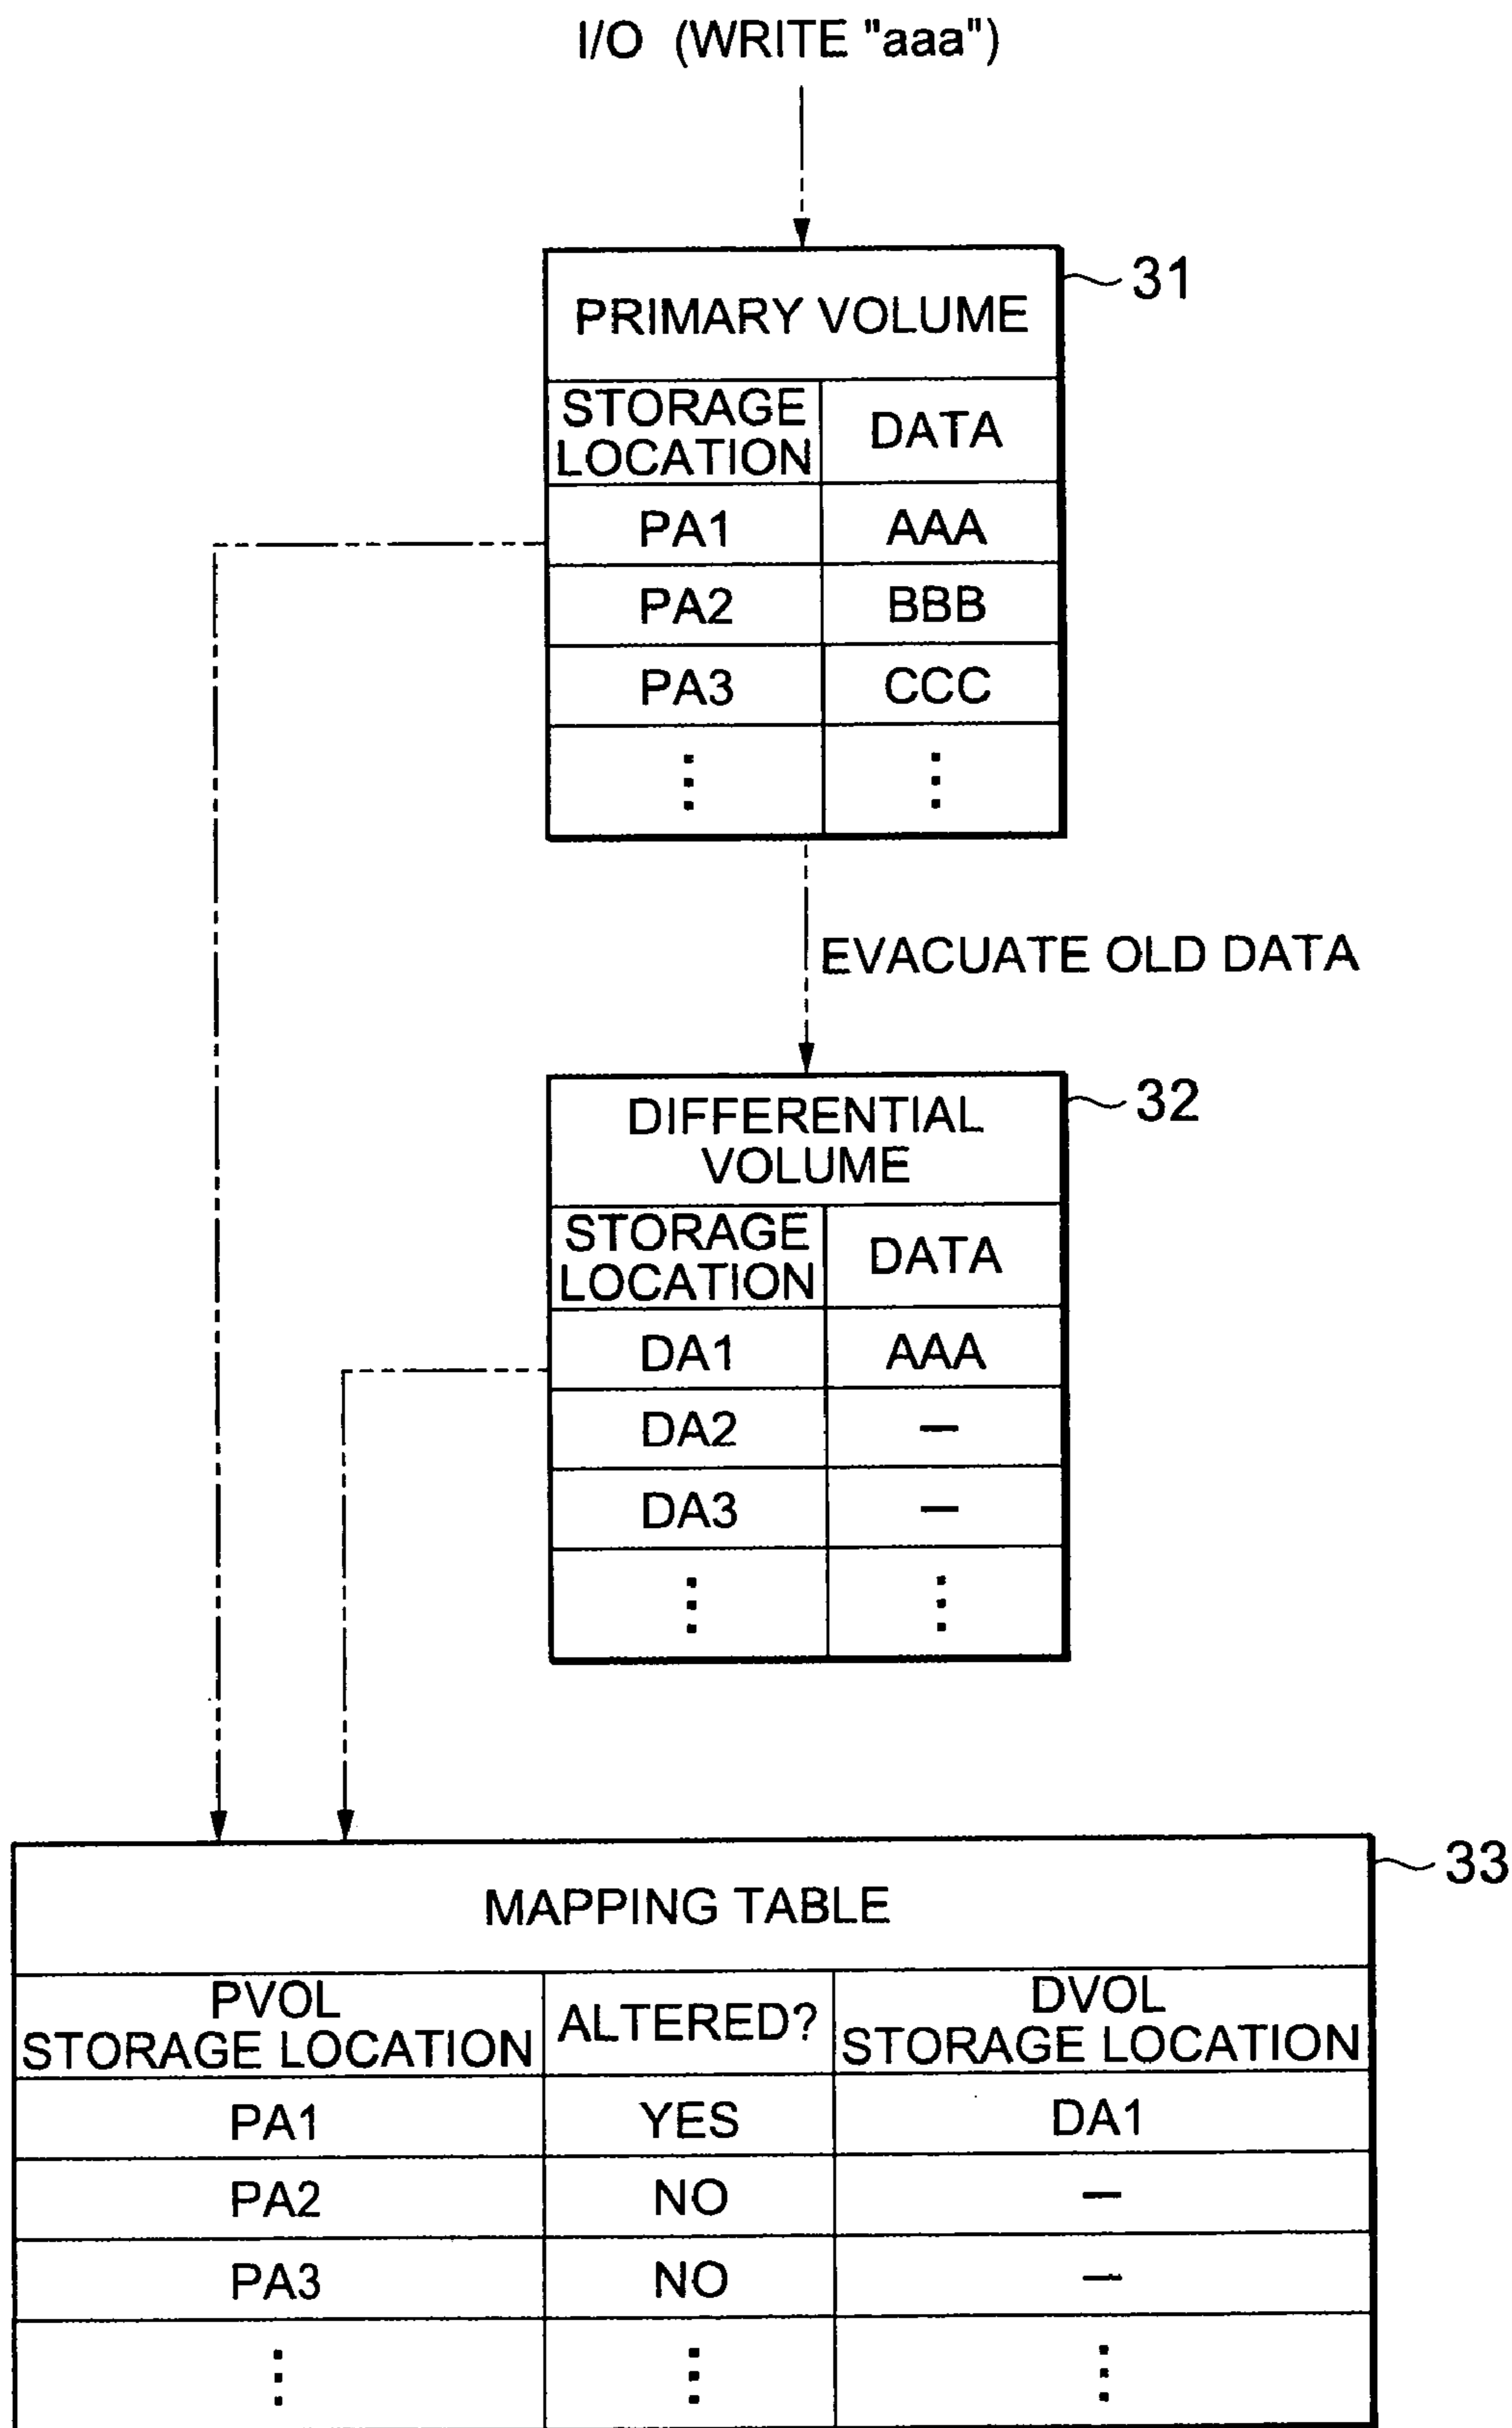 I/O (WRITE "aaa")
31
PRIMARY VOLUME
STORAGE LOCATION DATA
PA1 AAA
PA2 BBB
PA3 CCC
⋮ ⋮
EVACUATE OLD DATA
32
DIFFERENTIAL
VOLUME
STORAGE LOCATION DATA
DA1 AAA
DA2 —
DA3 —
⋮ ⋮
33
MAPPING TABLE
PVOL STORAGE LOCATION ALTERED? DVOL STORAGE LOCATION
PA1 YES DA1
PA2 NO —
PA3 NO —
⋮ ⋮ ⋮